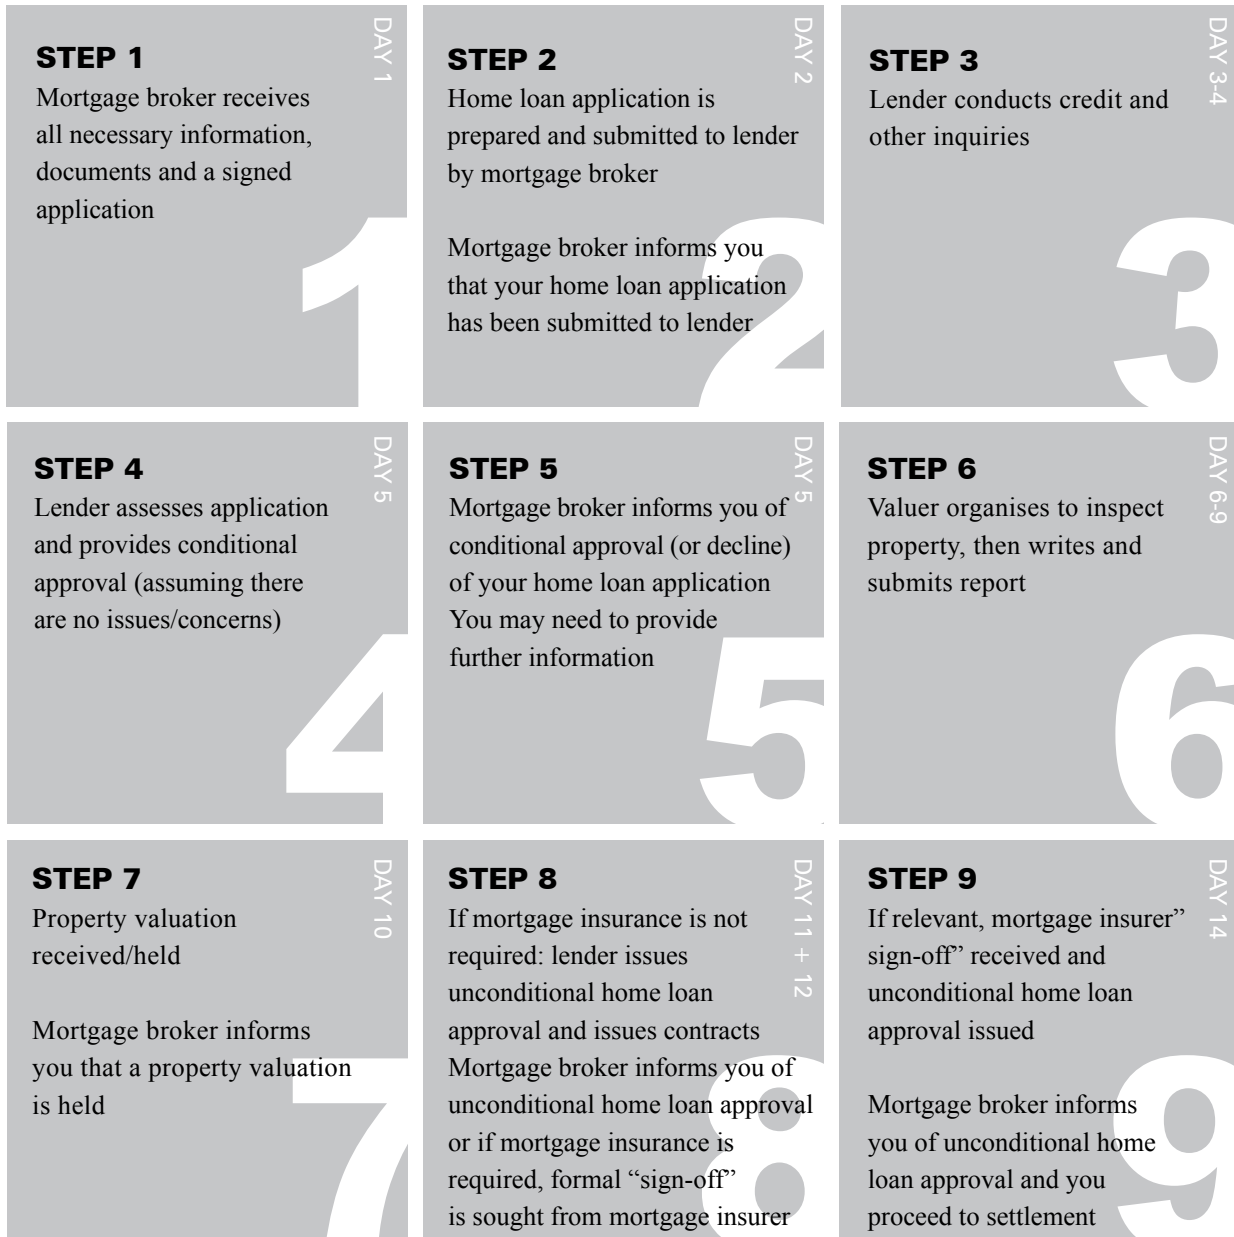 DAY 1
STEP 1
Mortgage broker receives
all necessary information,
documents and a signed
application
1
DAY 2
STEP 2
Home loan application is
prepared and submitted to lender
by mortgage broker
Mortgage broker informs you
that your home loan application
has been submitted to lender
2
DAY 3-4
STEP 3
Lender conducts credit and
other inquiries
3
DAY 5
STEP 4
Lender assesses application
and provides conditional
approval (assuming there
are no issues/concerns)
4
DAY 5
STEP 5
Mortgage broker informs you of
conditional approval (or decline)
of your home loan application
You may need to provide
further information
5
DAY 6-9
STEP 6
Valuer organises to inspect
property, then writes and
submits report
6
DAY 10
STEP 7
Property valuation
received/held
Mortgage broker informs
you that a property valuation
is held
7
DAY 11 + 12
STEP 8
If mortgage insurance is not
required: lender issues
unconditional home loan
approval and issues contracts
Mortgage broker informs you of
unconditional home loan approval
or if mortgage insurance is
required, formal “sign-off”
is sought from mortgage insurer
8
DAY 14
STEP 9
If relevant, mortgage insurer”
sign-off” received and
unconditional home loan
approval issued
Mortgage broker informs
you of unconditional home
loan approval and you
proceed to settlement
9